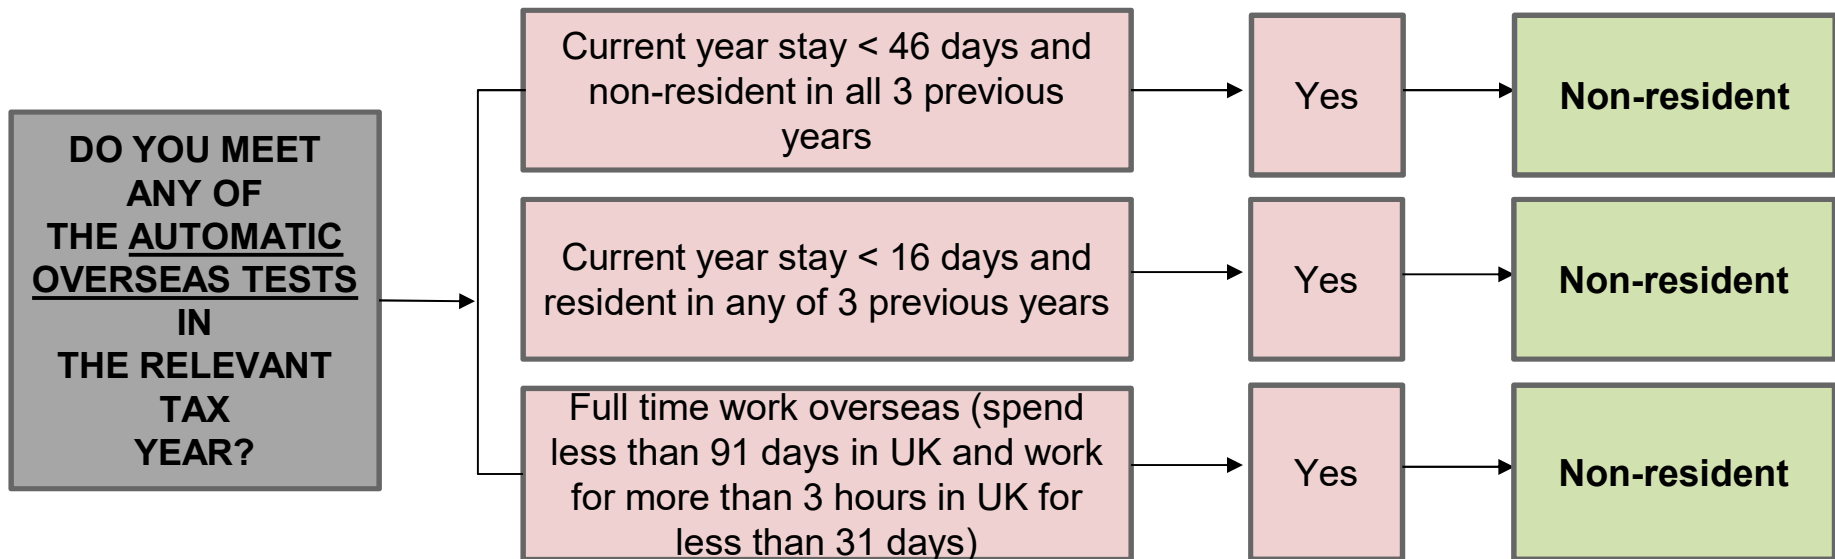 DO YOU MEET
ANY OF
THE AUTOMATIC
OVERSEAS TESTS
IN
THE RELEVANT
TAX
YEAR?
Current year stay < 46 days and
non-resident in all 3 previous
years
Yes
Non-resident
Current year stay < 16 days and
resident in any of 3 previous years
Yes
Non-resident
Full time work overseas (spend
less than 91 days in UK and work
for more than 3 hours in UK for
less than 31 days)
Yes
Non-resident